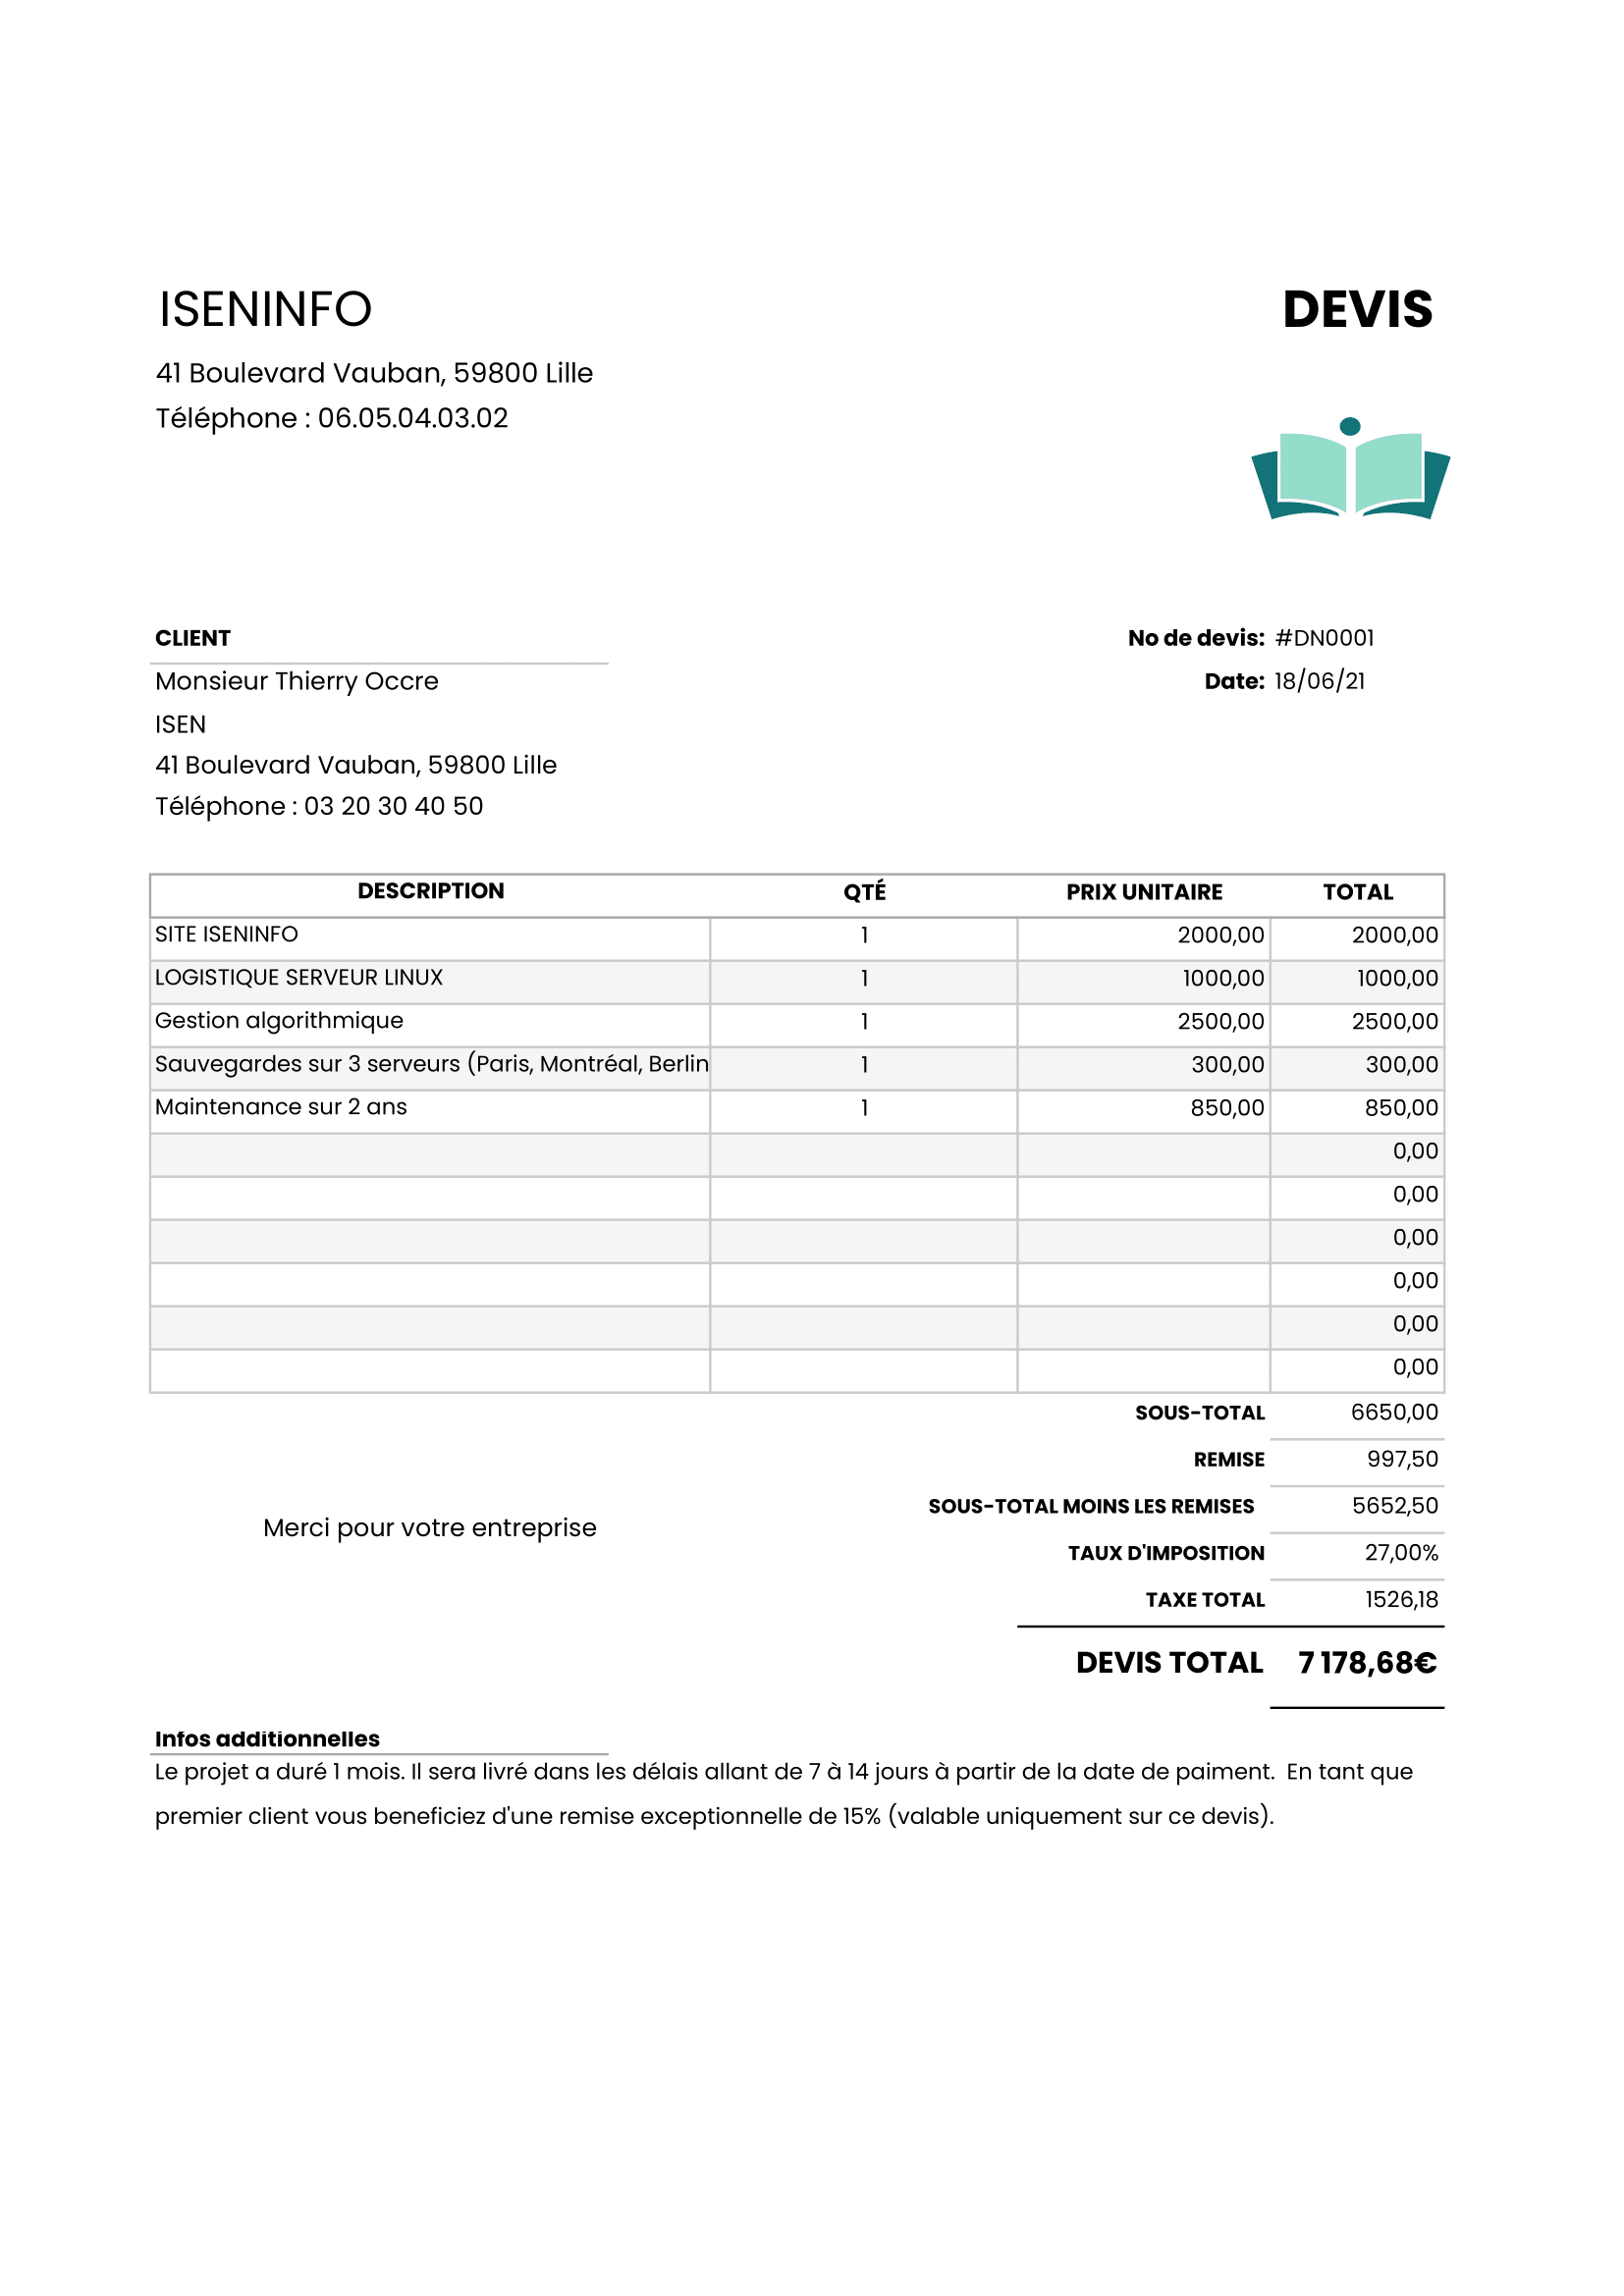 ISENINFO
DEVIS
41 Boulevard Vauban, 59800 Lille
Téléphone : 06.05.04.03.02
CLIENT
No de devis: #DN0001
Monsieur Thierry Occre
Date: 18/06/21
ISEN
41 Boulevard Vauban, 59800 Lille
Téléphone : 03 20 30 40 50
DESCRIPTION QTÉ PRIX UNITAIRE TOTAL
SITE ISENINFO 1 2000,00 2000,00
LOGISTIQUE SERVEUR LINUX 1 1000,00 1000,00
Gestion algorithmique 1 2500,00 2500,00
Sauvegardes sur 3 serveurs (Paris, Montréal, Berlin 1 300,00 300,00
Maintenance sur 2 ans 1 850,00 850,00
0,00
0,00
0,00
0,00
0,00
0,00
SOUS-TOTAL 6650,00
REMISE 997,50
SOUS-TOTAL MOINS LES REMISES 5652,50
Merci pour votre entreprise
TAUX D'IMPOSITION 27,00%
TAXE TOTAL 1526,18
DEVIS TOTAL 7 178,68€
Infos additionnelles
Le projet a duré 1 mois. Il sera livré dans les délais allant de 7 à 14 jours à partir de la date de paiment. En tant que
premier client vous beneficiez d'une remise exceptionnelle de 15% (valable uniquement sur ce devis).